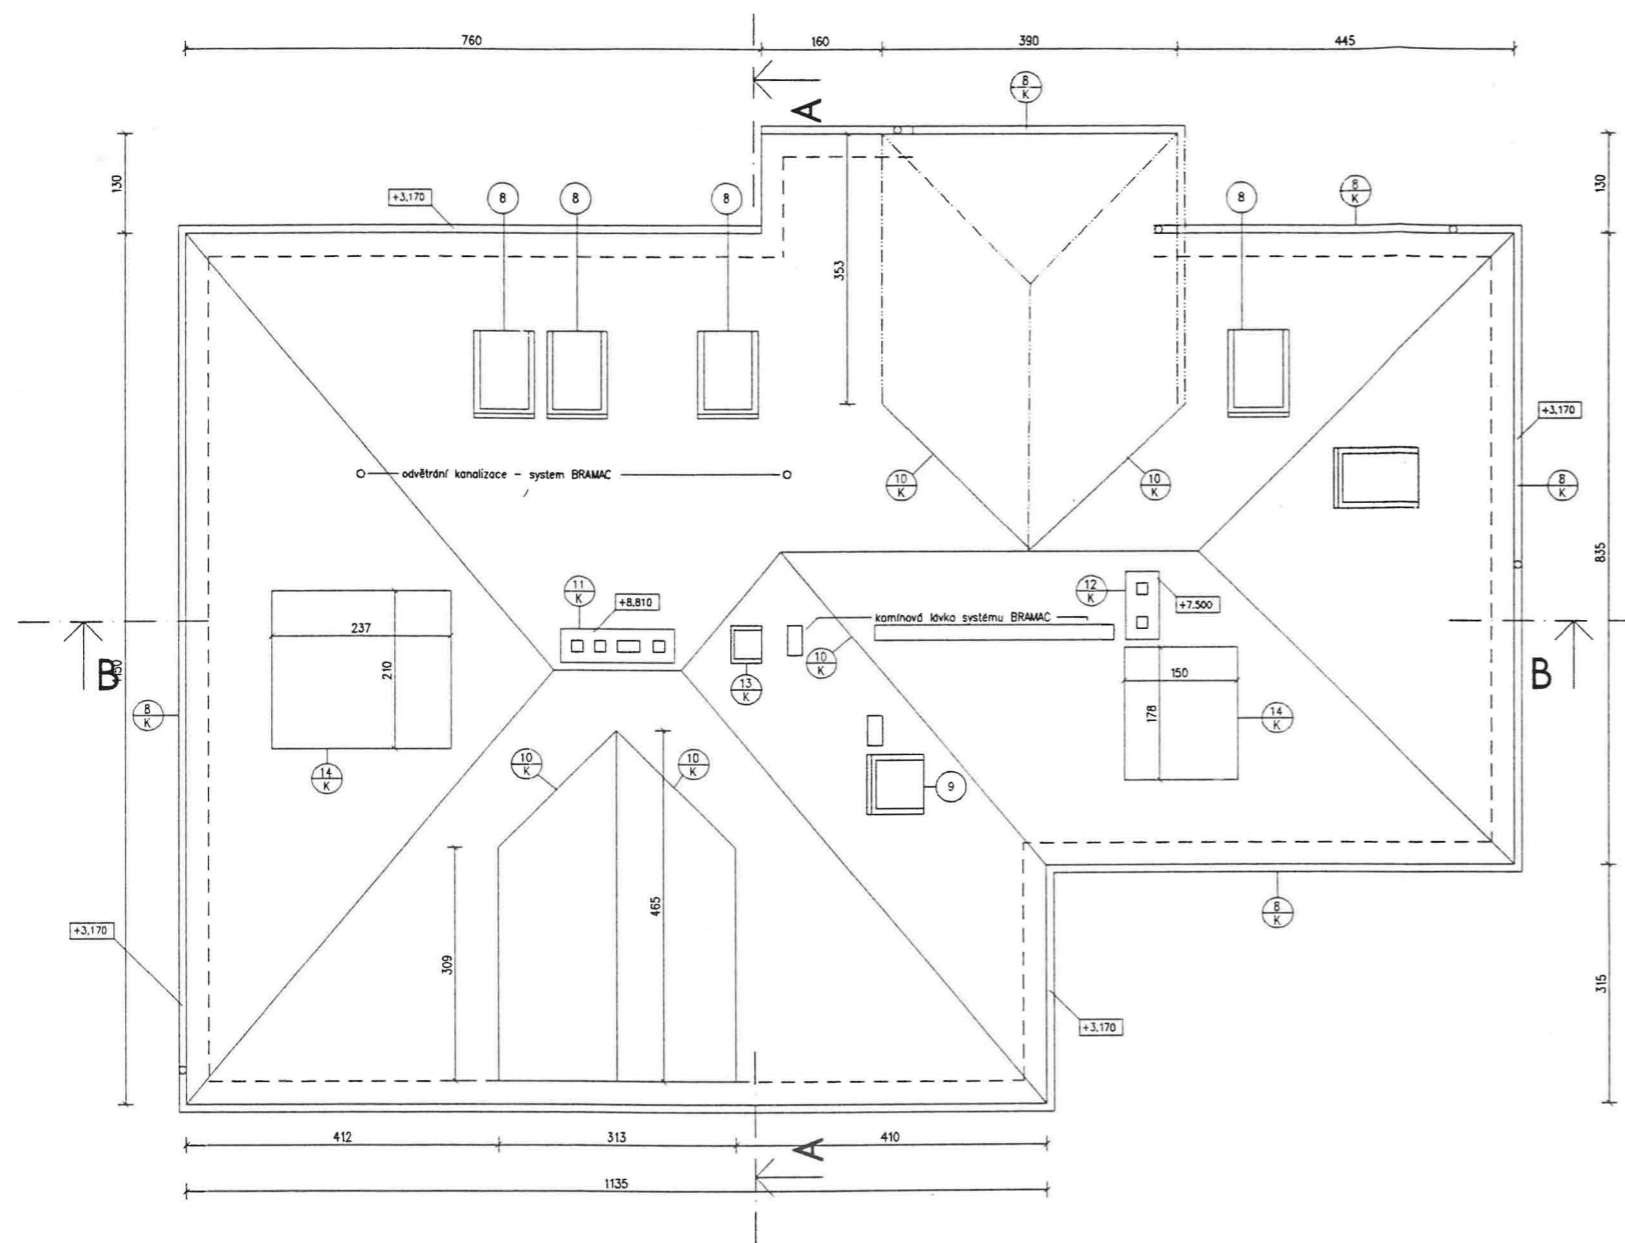 760 160 390 445
A
8 K
130 130
+3,170 8 8 8 8 8 K
353
+3,170
odvětrání kanalizace – system BRAMAC 10 K 10 K 8 K
835
11 K +8.810 12 K +7.500
kamínová lávka systému BRAMAC
237 10 K
B 1150 210 13 K 150 B
8 K 178 14 K
14 K 10 K 10 K 9
465
+3,170 8 K
309 315
+3,170
412 313 410
A
1135